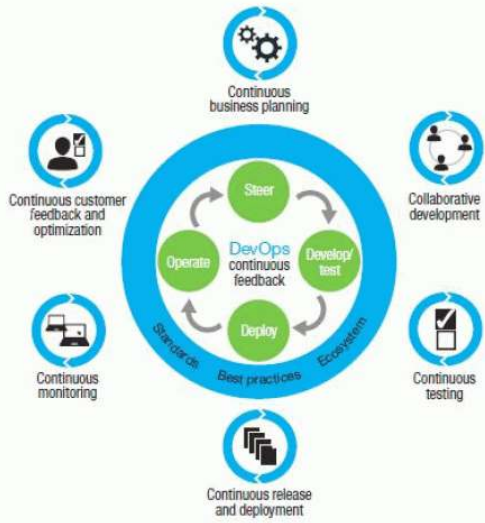 Continuous
business planning
Continuous customer
feedback and
optimization
Collaborative
development
Steer
Operate
DevOps
continuous
feedback
Develop/
test
Deploy
Standards Best practices Ecosystem
Continuous
monitoring
Continuous
testing
Continuous release
and deployment